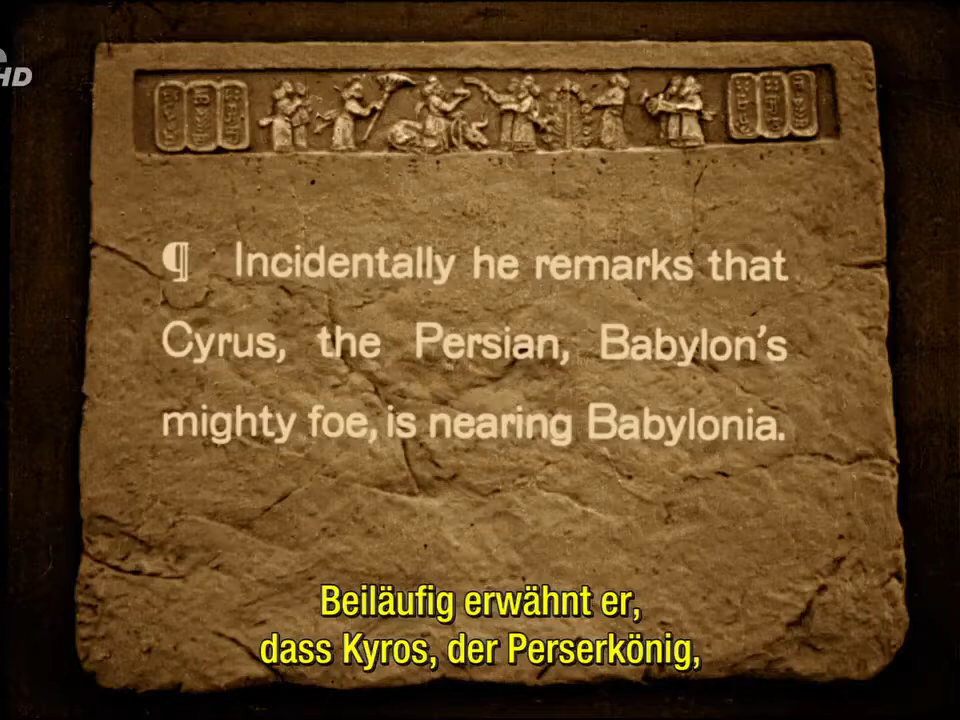 HD
¶ Incidentally he remarks that
Cyrus, the Persian, Babylon's
mighty foe, is nearing Babylonia.
Beiläufig erwähnt er,
dass Kyros, der Perserkönig,